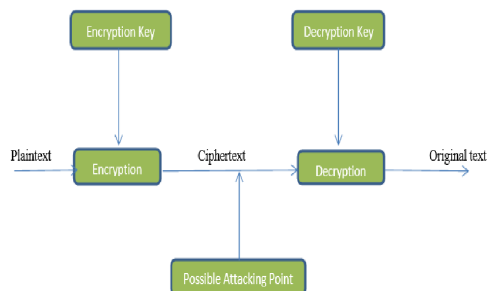 Encryption Key
Decryption Key
Plaintext
Encryption
Ciphertext
Decryption
Original text
Possible Attacking Point